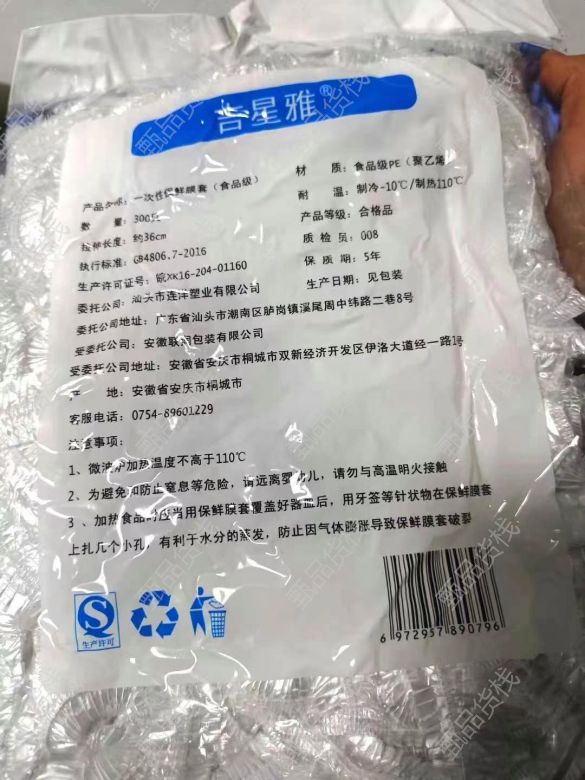 吉星雅®
产品名称：一次性保鲜膜套（食品级）
材 质：食品级PE（聚乙烯
数 量：300只
耐 温：制冷-10℃/制热110℃
拉伸长度：约36cm
产品等级：合格品
执行标准：GB4806.7-2016
质 检 员：008
生产许可证号：皖XK16-204-01160
保 质 期：5年
委托公司：汕头市连洋塑业有限公司
生产日期：见包装
委托公司地址：广东省汕头市潮南区胪岗镇溪尾周中纬路二巷8号
受委托公司：安徽联润包装有限公司
受委托公司地址：安徽省安庆市桐城市双新经济开发区伊洛大道经一路1号
产 地：安徽省安庆市桐城市
客服电话：0754-89601229
注意事项：
1、微波炉加热温度不高于110℃
2、为避免和防止窒息等危险，请远离婴幼儿，请勿与高温明火接触
3、加热食品时应当用保鲜膜套覆盖好器皿后，用牙签等针状物在保鲜膜套
上扎几个小孔，有利于水分的蒸发，防止因气体膨胀导致保鲜膜套破裂
生产许可
6 972957 890796
甄品货栈